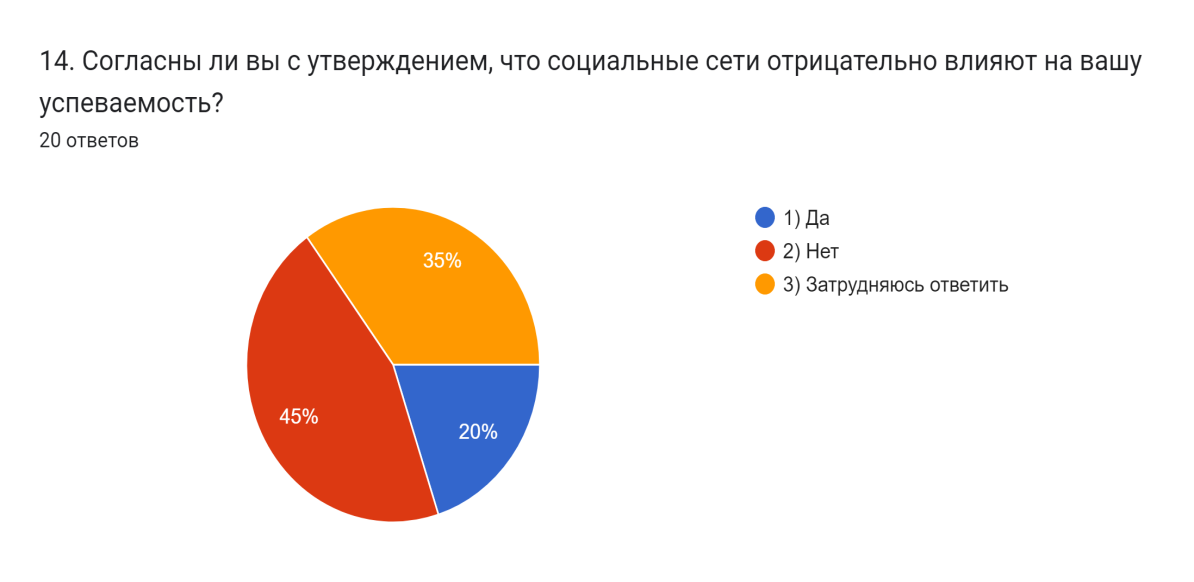 14. Согласны ли вы с утверждением, что социальные сети отрицательно влияют на вашу
успеваемость?
20 ответов
1) Да
2) Нет
3) Затрудняюсь ответить
35%
45%
20%